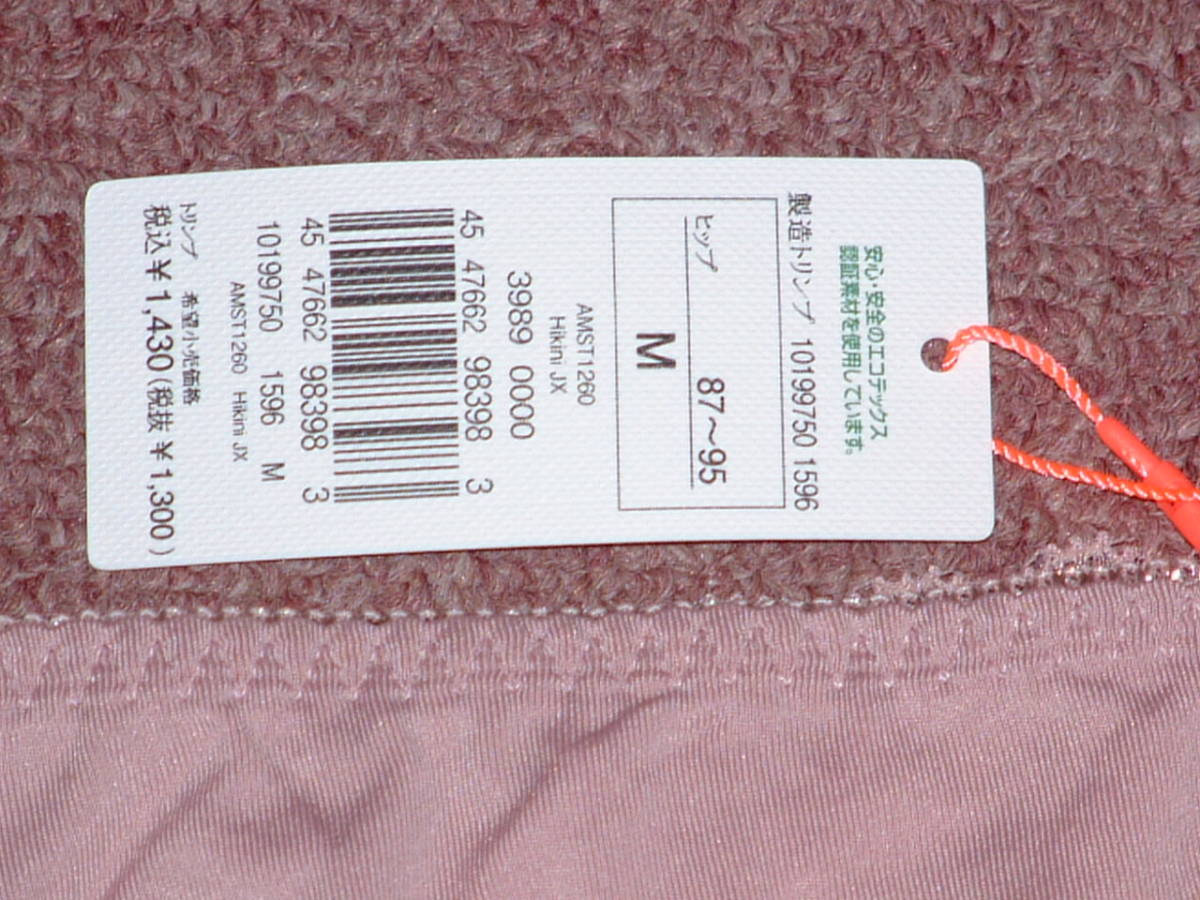 安心・安全のエコテックス
認証素材を使用しています。
製造トリンプ 10199750 1596
ヒップ 87～95
M
AMST1260
Hikini JX
3989 0000
45 47662 98398 3
45 47662 98398 3
10199750 1596 M
AMST1260 Hikini JX
トリンプ 希望小売価格
税込¥1,430(税抜¥1,300)